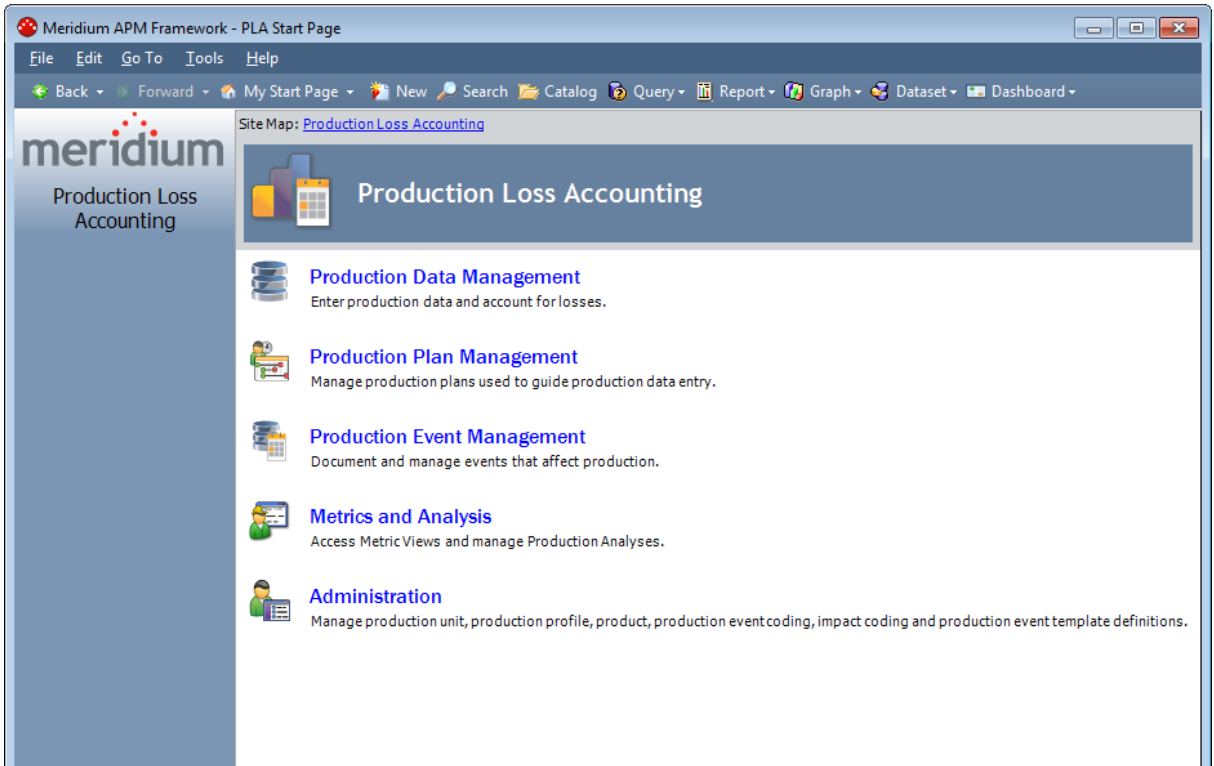 Meridium APM Framework - PLA Start Page
File Edit Go To Tools Help
Back Forward My Start Page New Search Catalog Query Report Graph Dataset Dashboard
meridium
Production Loss
Accounting
Site Map: Production Loss Accounting
Production Loss Accounting
Production Data Management
Enter production data and account for losses.
Production Plan Management
Manage production plans used to guide production data entry.
Production Event Management
Document and manage events that affect production.
Metrics and Analysis
Access Metric Views and manage Production Analyses.
Administration
Manage production unit, production profile, product, production event coding, impact coding and production event template definitions.